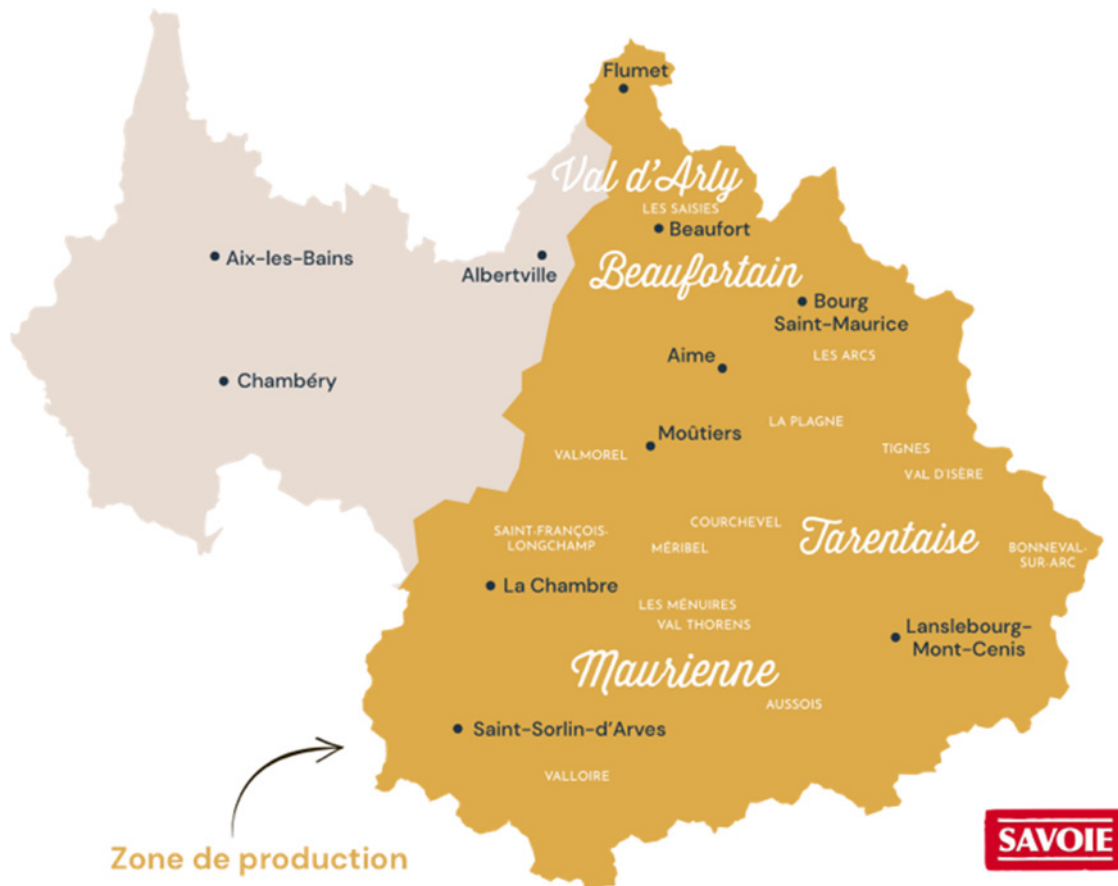 Flumet
Val d'Arly
LES SAISIES
Beaufort
Aix-les-Bains
Albertville
Beaufortain
Bourg
Saint-Maurice
Aime
LES ARCS
Chambéry
LA PLAGNE
Moûtiers
VALMOREL
TIGNES
VAL D'ISÈRE
COURCHEVEL
SAINT-FRANÇOIS-
LONGCHAMP
MÉRIBEL
Tarentaise
BONNEVAL-
SUR-ARC
La Chambre
LES MÉNUIRES
VAL THORENS
Lanslebourg-
Mont-Cenis
Maurienne
AUSSOIS
Saint-Sorlin-d'Arves
VALLOIRE
Zone de production
SAVOIE